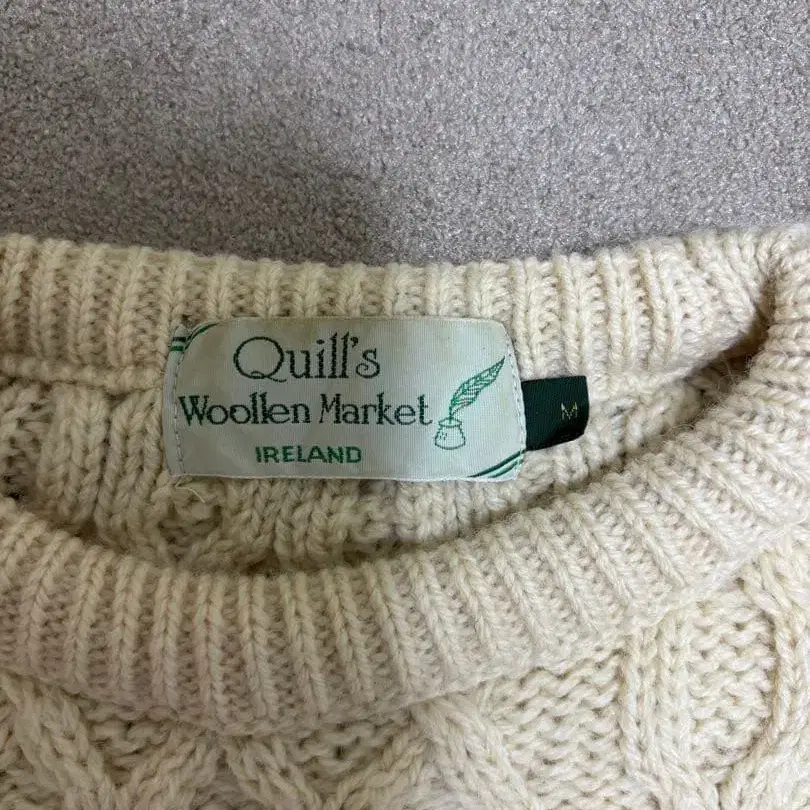 Quill's
Woollen Market
IRELAND
M